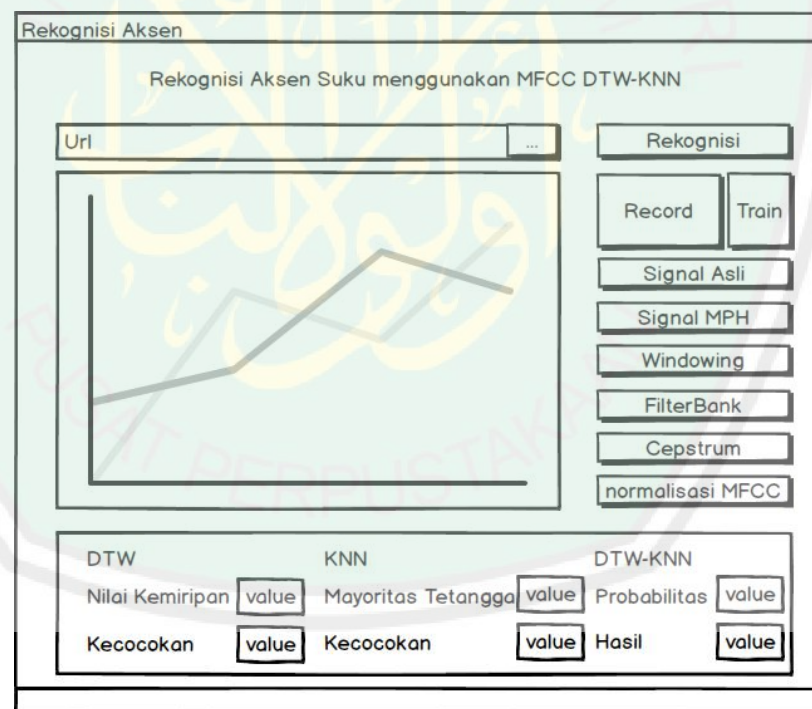 Rekognisi Aksen
Rekognisi Aksen Suku menggunakan MFCC DTW-KNN
Url ...
Rekognisi
Record Train
Signal Asli
Signal MPH
Windowing
FilterBank
Cepstrum
normalisasi MFCC
PUSAT PERPUSTAKAAN
DTW KNN DTW-KNN
Nilai Kemiripan value Mayoritas Tetangga value Probabilitas value
Kecocokan value Kecocokan value Hasil value